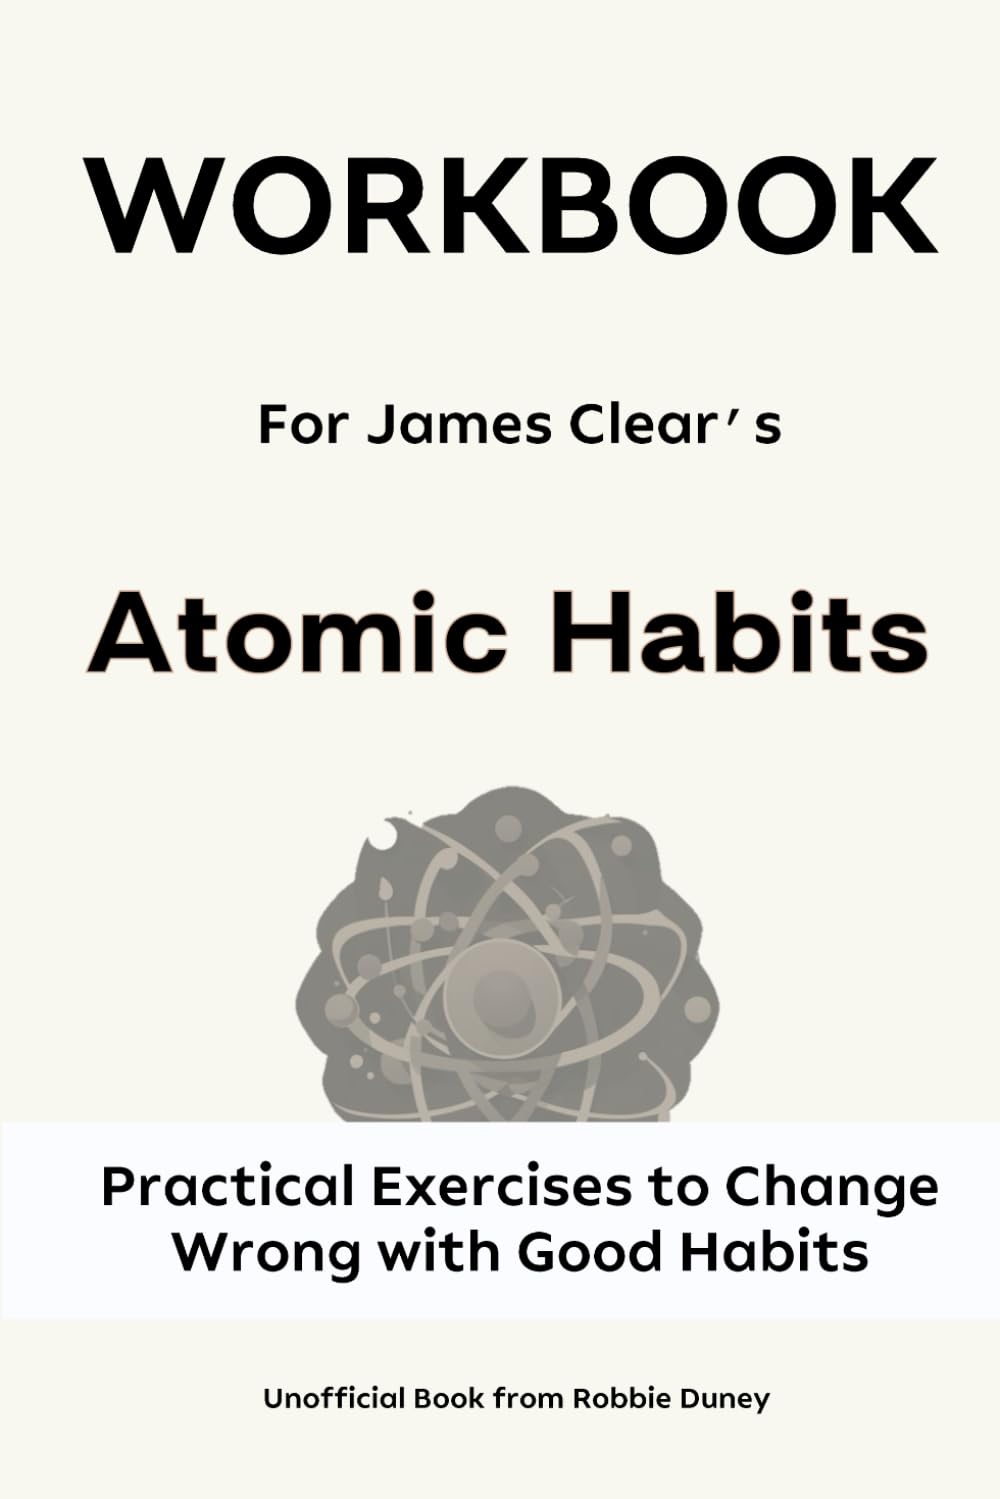 WORKBOOK
For James Clear’s
Atomic Habits
Practical Exercises to Change
Wrong with Good Habits
Unofficial Book from Robbie Duney